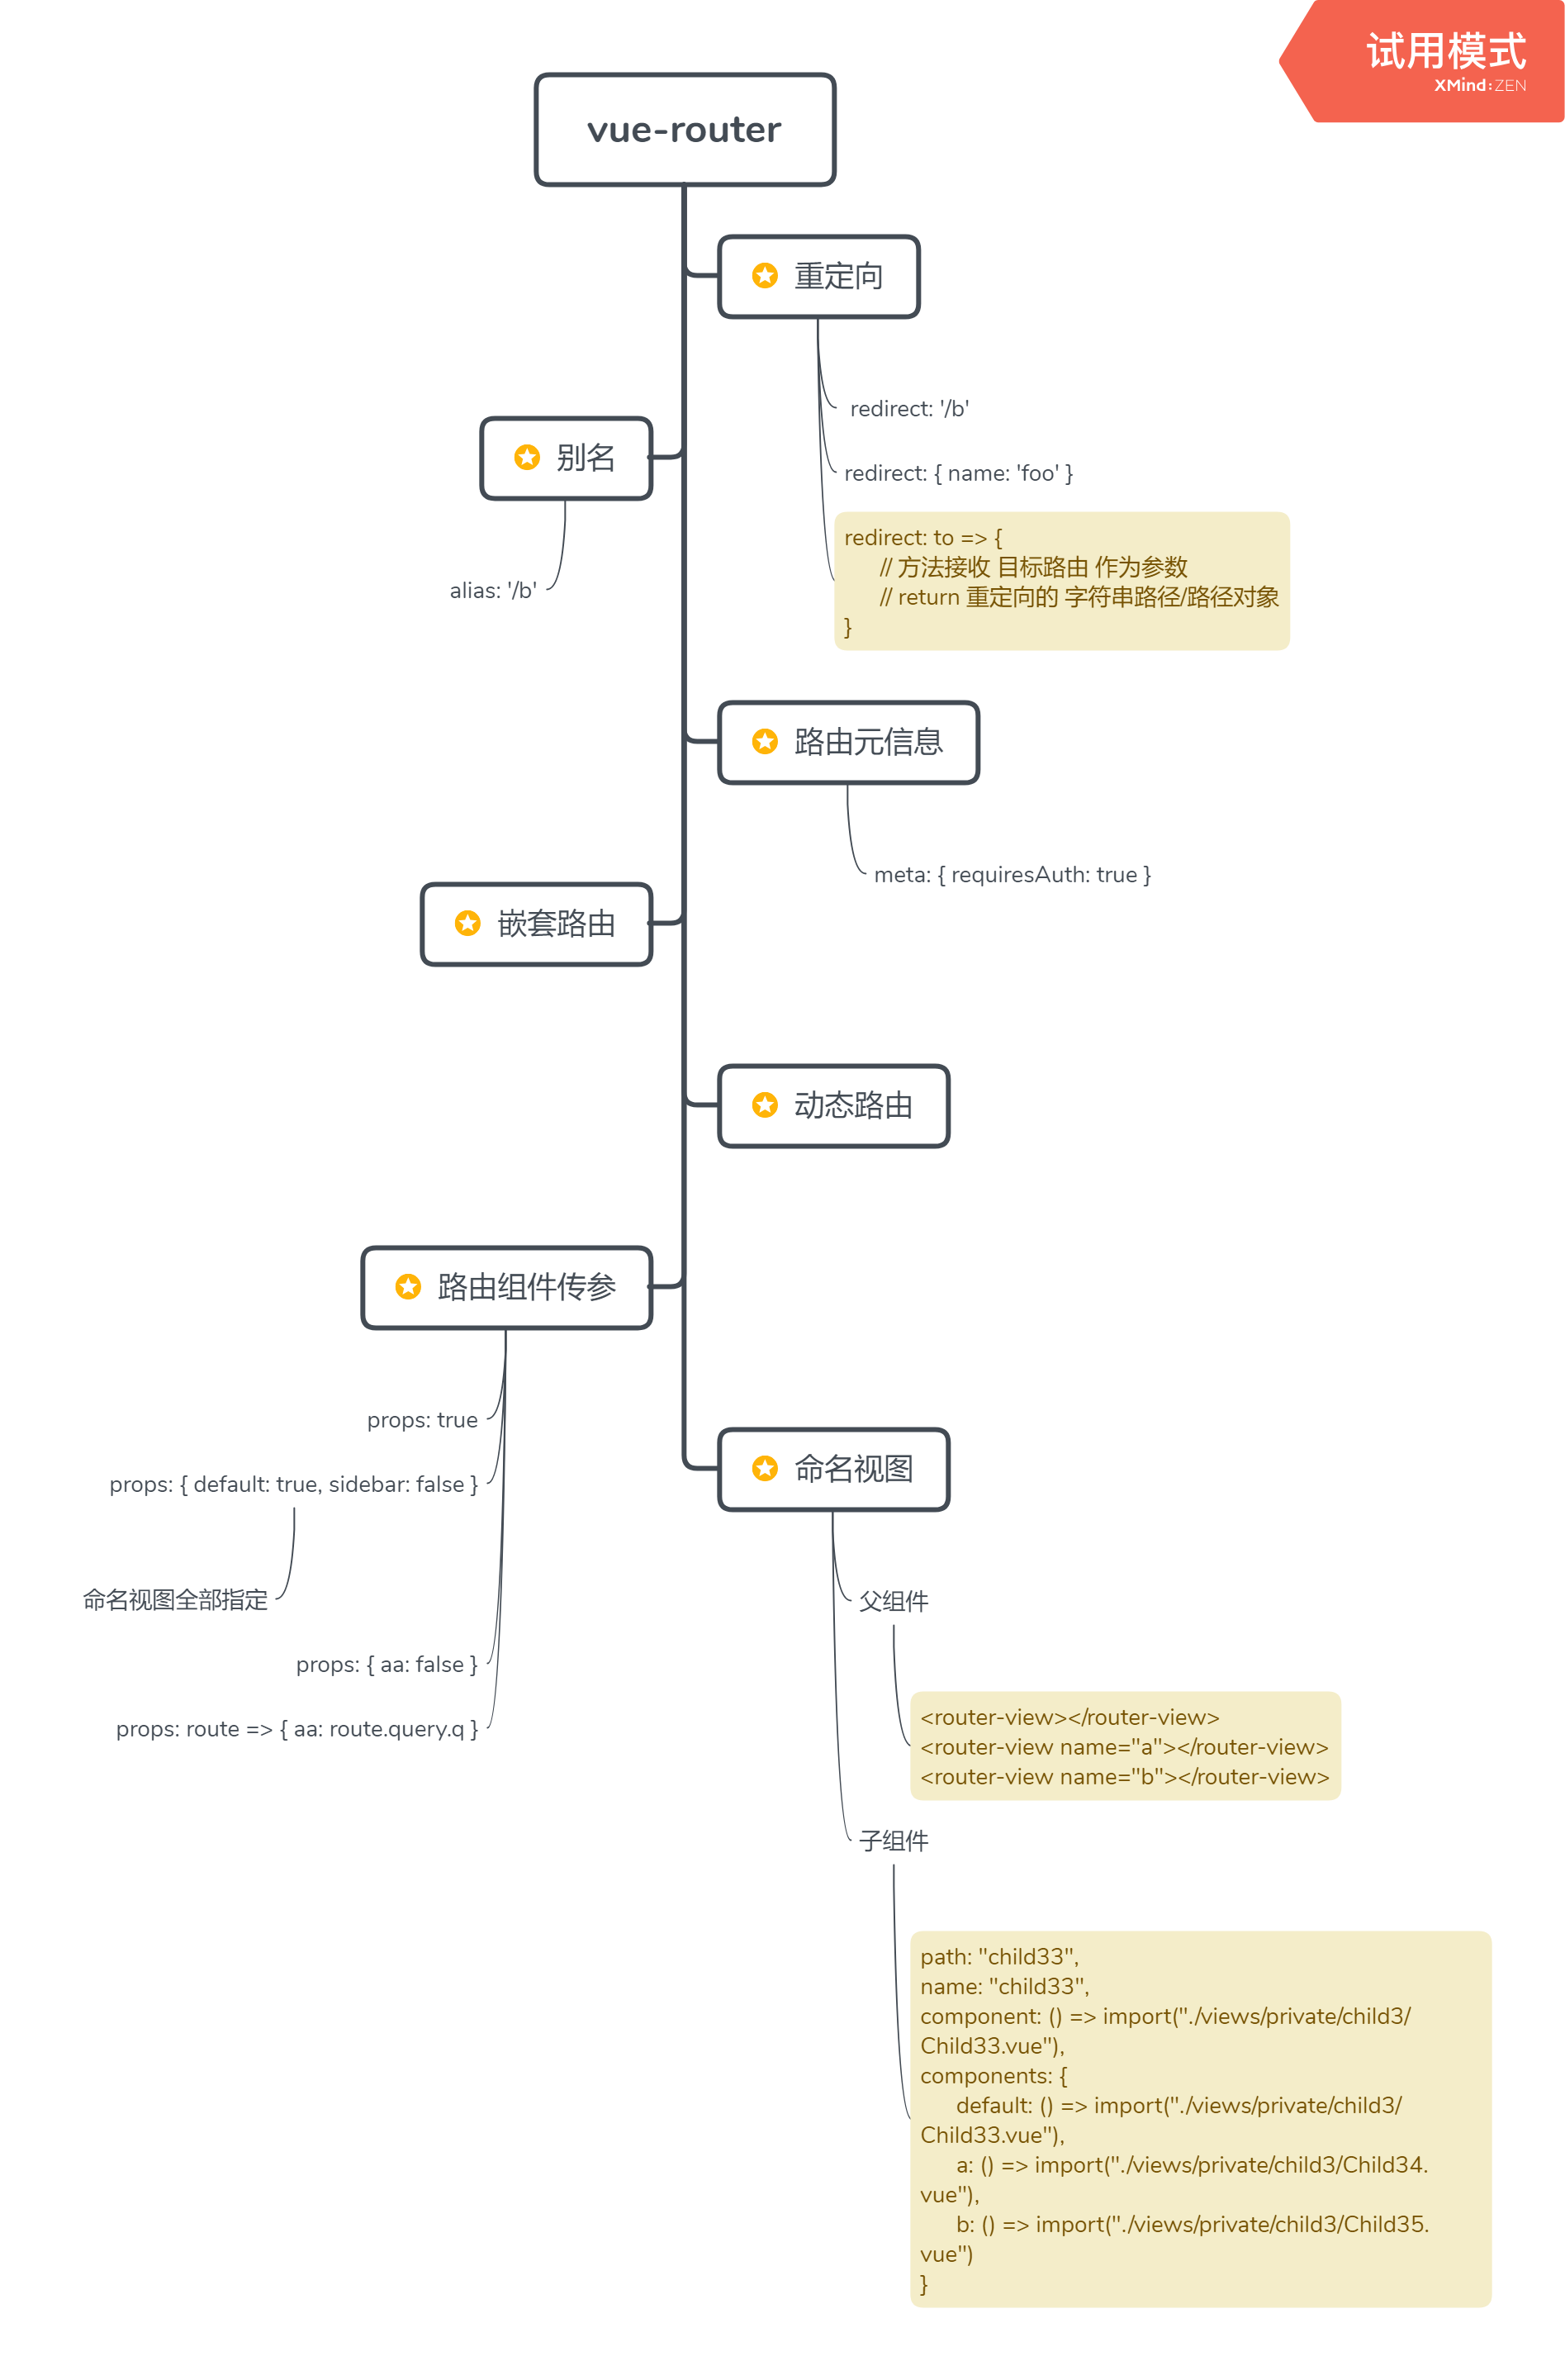 试用模式
XMind:ZEN
vue-router
重定向
redirect: '/b'
redirect: { name: 'foo' }
redirect: to => {
// 方法接收 目标路由 作为参数
// return 重定向的 字符串路径/路径对象
}
别名
alias: '/b'
路由元信息
meta: { requiresAuth: true }
嵌套路由
动态路由
路由组件传参
props: true
props: { default: true, sidebar: false }
命名视图全部指定
props: { aa: false }
props: route => { aa: route.query.q }
命名视图
父组件
<router-view></router-view>
<router-view name="a"></router-view>
<router-view name="b"></router-view>
子组件
path: "child33",
name: "child33",
component: () => import("./views/private/child3/
Child33.vue"),
components: {
default: () => import("./views/private/child3/
Child33.vue"),
a: () => import("./views/private/child3/Child34.
vue"),
b: () => import("./views/private/child3/Child35.
vue")
}